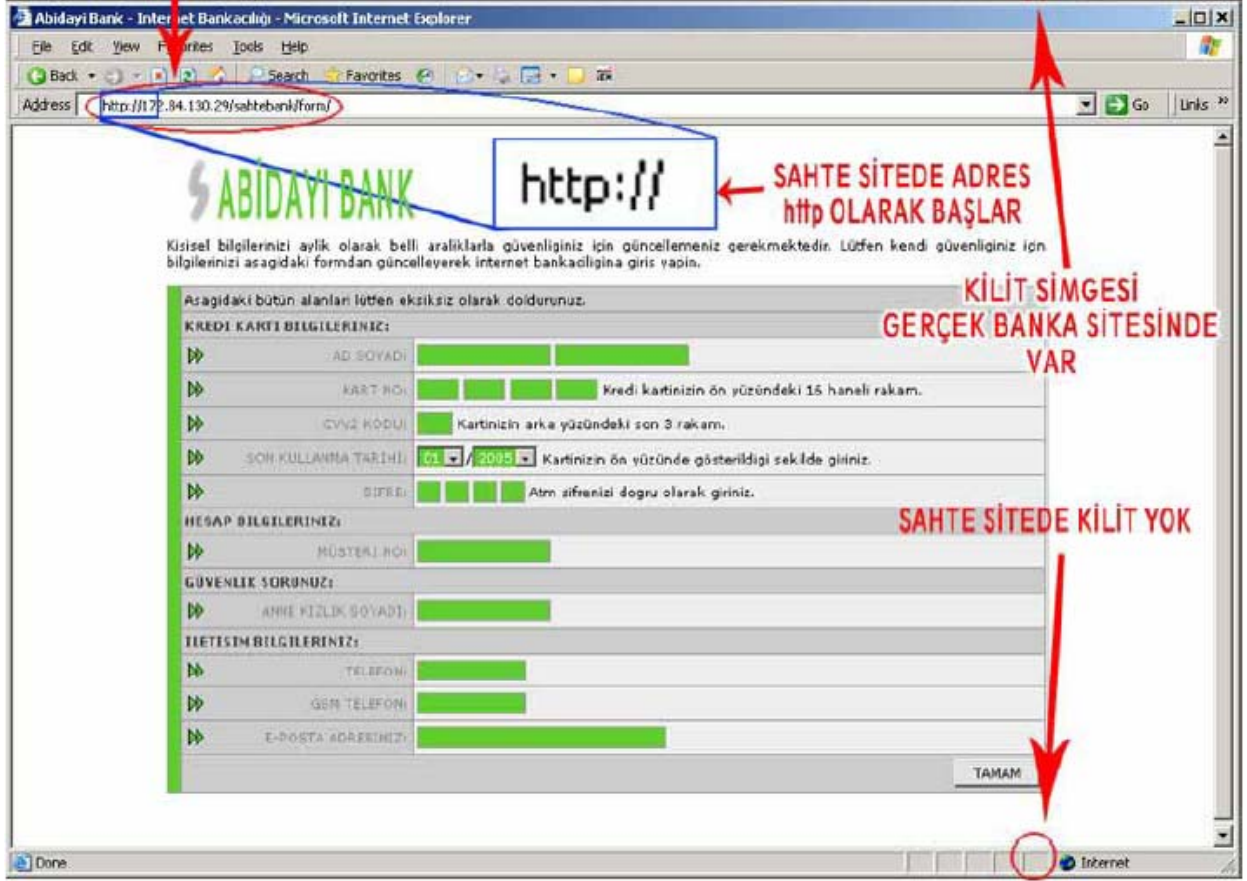 Abidayi Bank - Internet Bankacılığı - Microsoft Internet Explorer
File Edit View Favorites Tools Help
Back Search Favorites
Address http://172.84.130.29/sahtebank/form/ Go Links »
ABİDAYI BANK
http://
SAHTE SİTEDE ADRES
http OLARAK BAŞLAR
Kisisel bilgilerinizi aylik olarak belli araliklarla güvenliginiz için güncellemeniz gerekmektedir. Lütfen kendi güvenliginiz için
bilgilerinizi asagidaki formdan güncelleyerek internet bankaciligina giris yapin.
KİLİT SİMGESİ
GERÇEK BANKA SİTESİNDE
VAR
Asagidaki bütün alanlari lütfen eksiksiz olarak doldurunuz.
KREDI KARTI BILGILERINIZ:
AD SOYADI:
KART NO: Kredi kartinizin ön yüzündeki 16 haneli rakam.
CVV2 KODU: Kartinizin arka yüzündeki son 3 rakam.
SON KULLANMA TARIHI: 01 / 2005 Kartinizin ön yüzünde gösterildigi sekilde giriniz.
SIFRE: Atm sifrenizi dogru olarak giriniz.
HESAP BILGILERINIZ:
SAHTE SİTEDE KİLİT YOK
MÜSTERI NO:
GÜVENLIK SORUNUZ:
ANNE KIZLIK SOYADI:
ILETISIM BILGILERINIZ:
TELEFON:
GSM TELEFON:
E-POSTA ADRESINIZ:
TAMAM
Done Internet